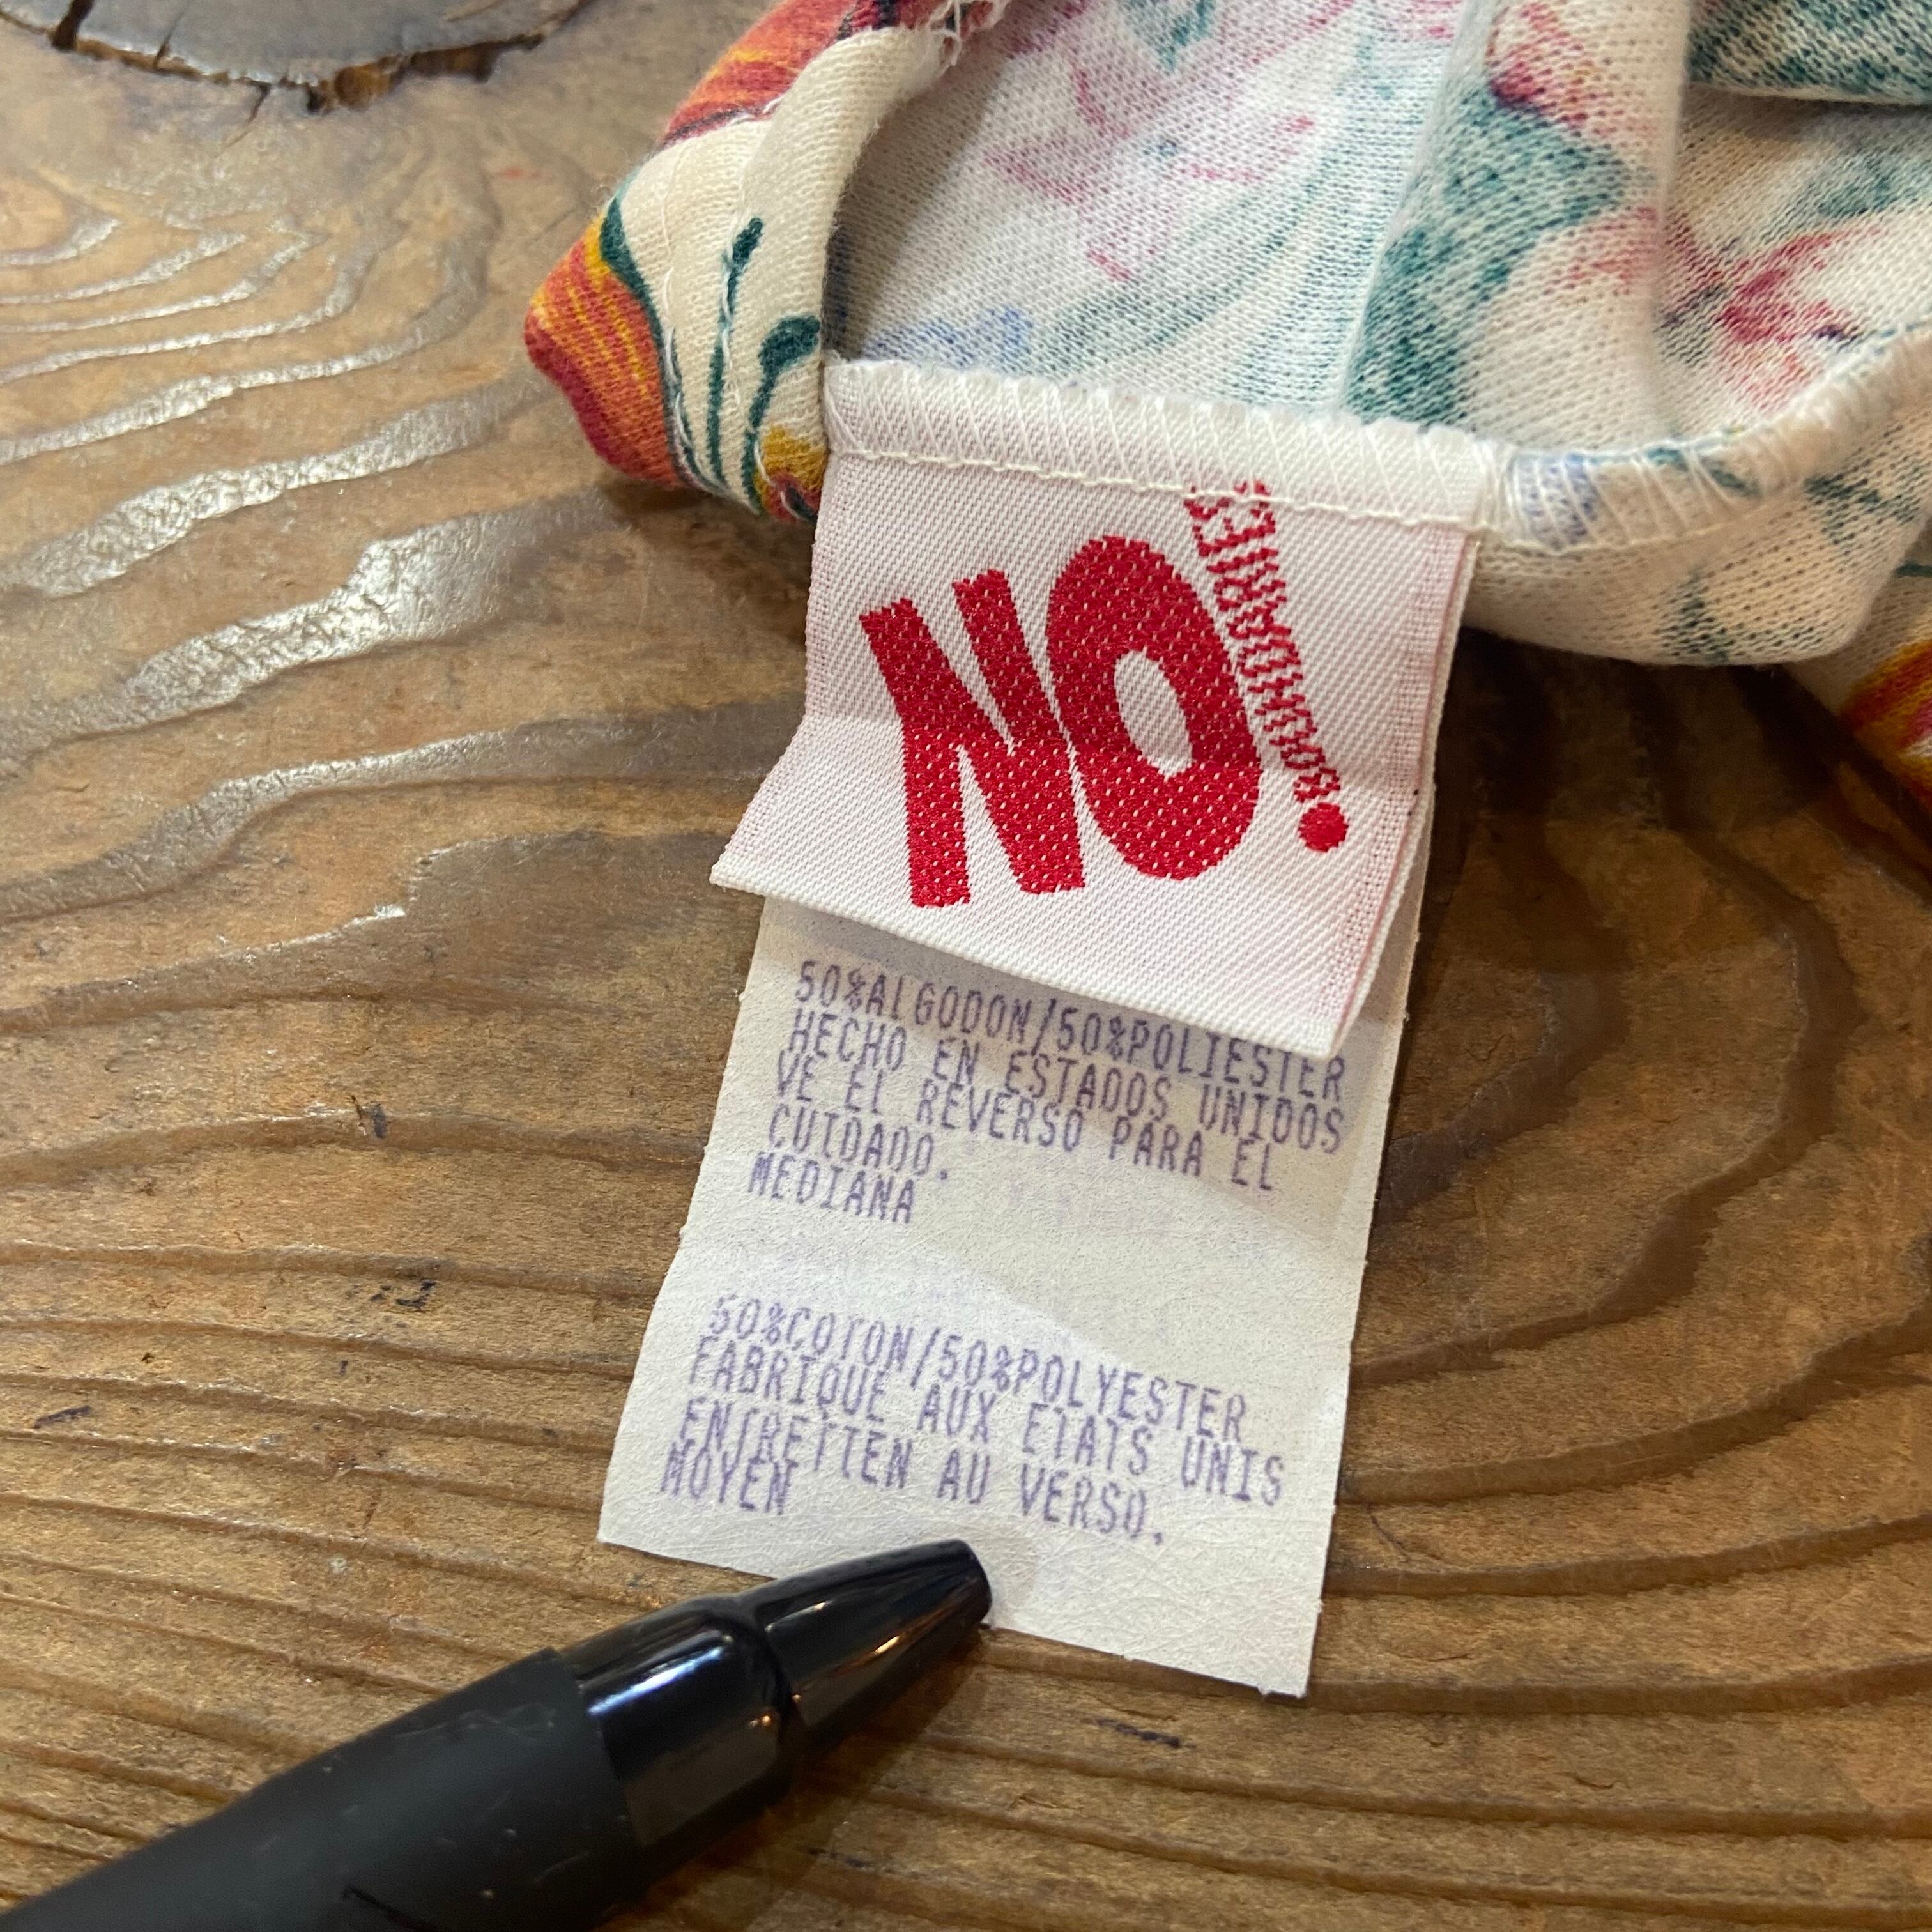 NO!
BOUNDARIES
50%ALGODON/50%POLIESTER
HECHO EN ESTADOS UNIDOS
VE EL REVERSO PARA EL
CUIDADO.
MEDIANA
50%COTON/50%POLYESTER
FABRIQUE AUX ETATS UNIS
ENTRETIEN AU VERSO.
MOYEN